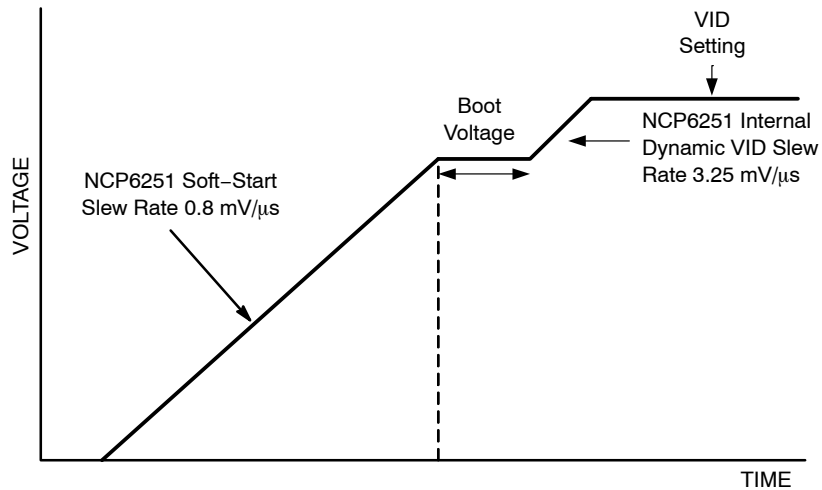 VID
Setting
Boot
Voltage
NCP6251 Internal
Dynamic VID Slew
Rate 3.25 mV/μs
NCP6251 Soft−Start
Slew Rate 0.8 mV/μs
VOLTAGE
TIME